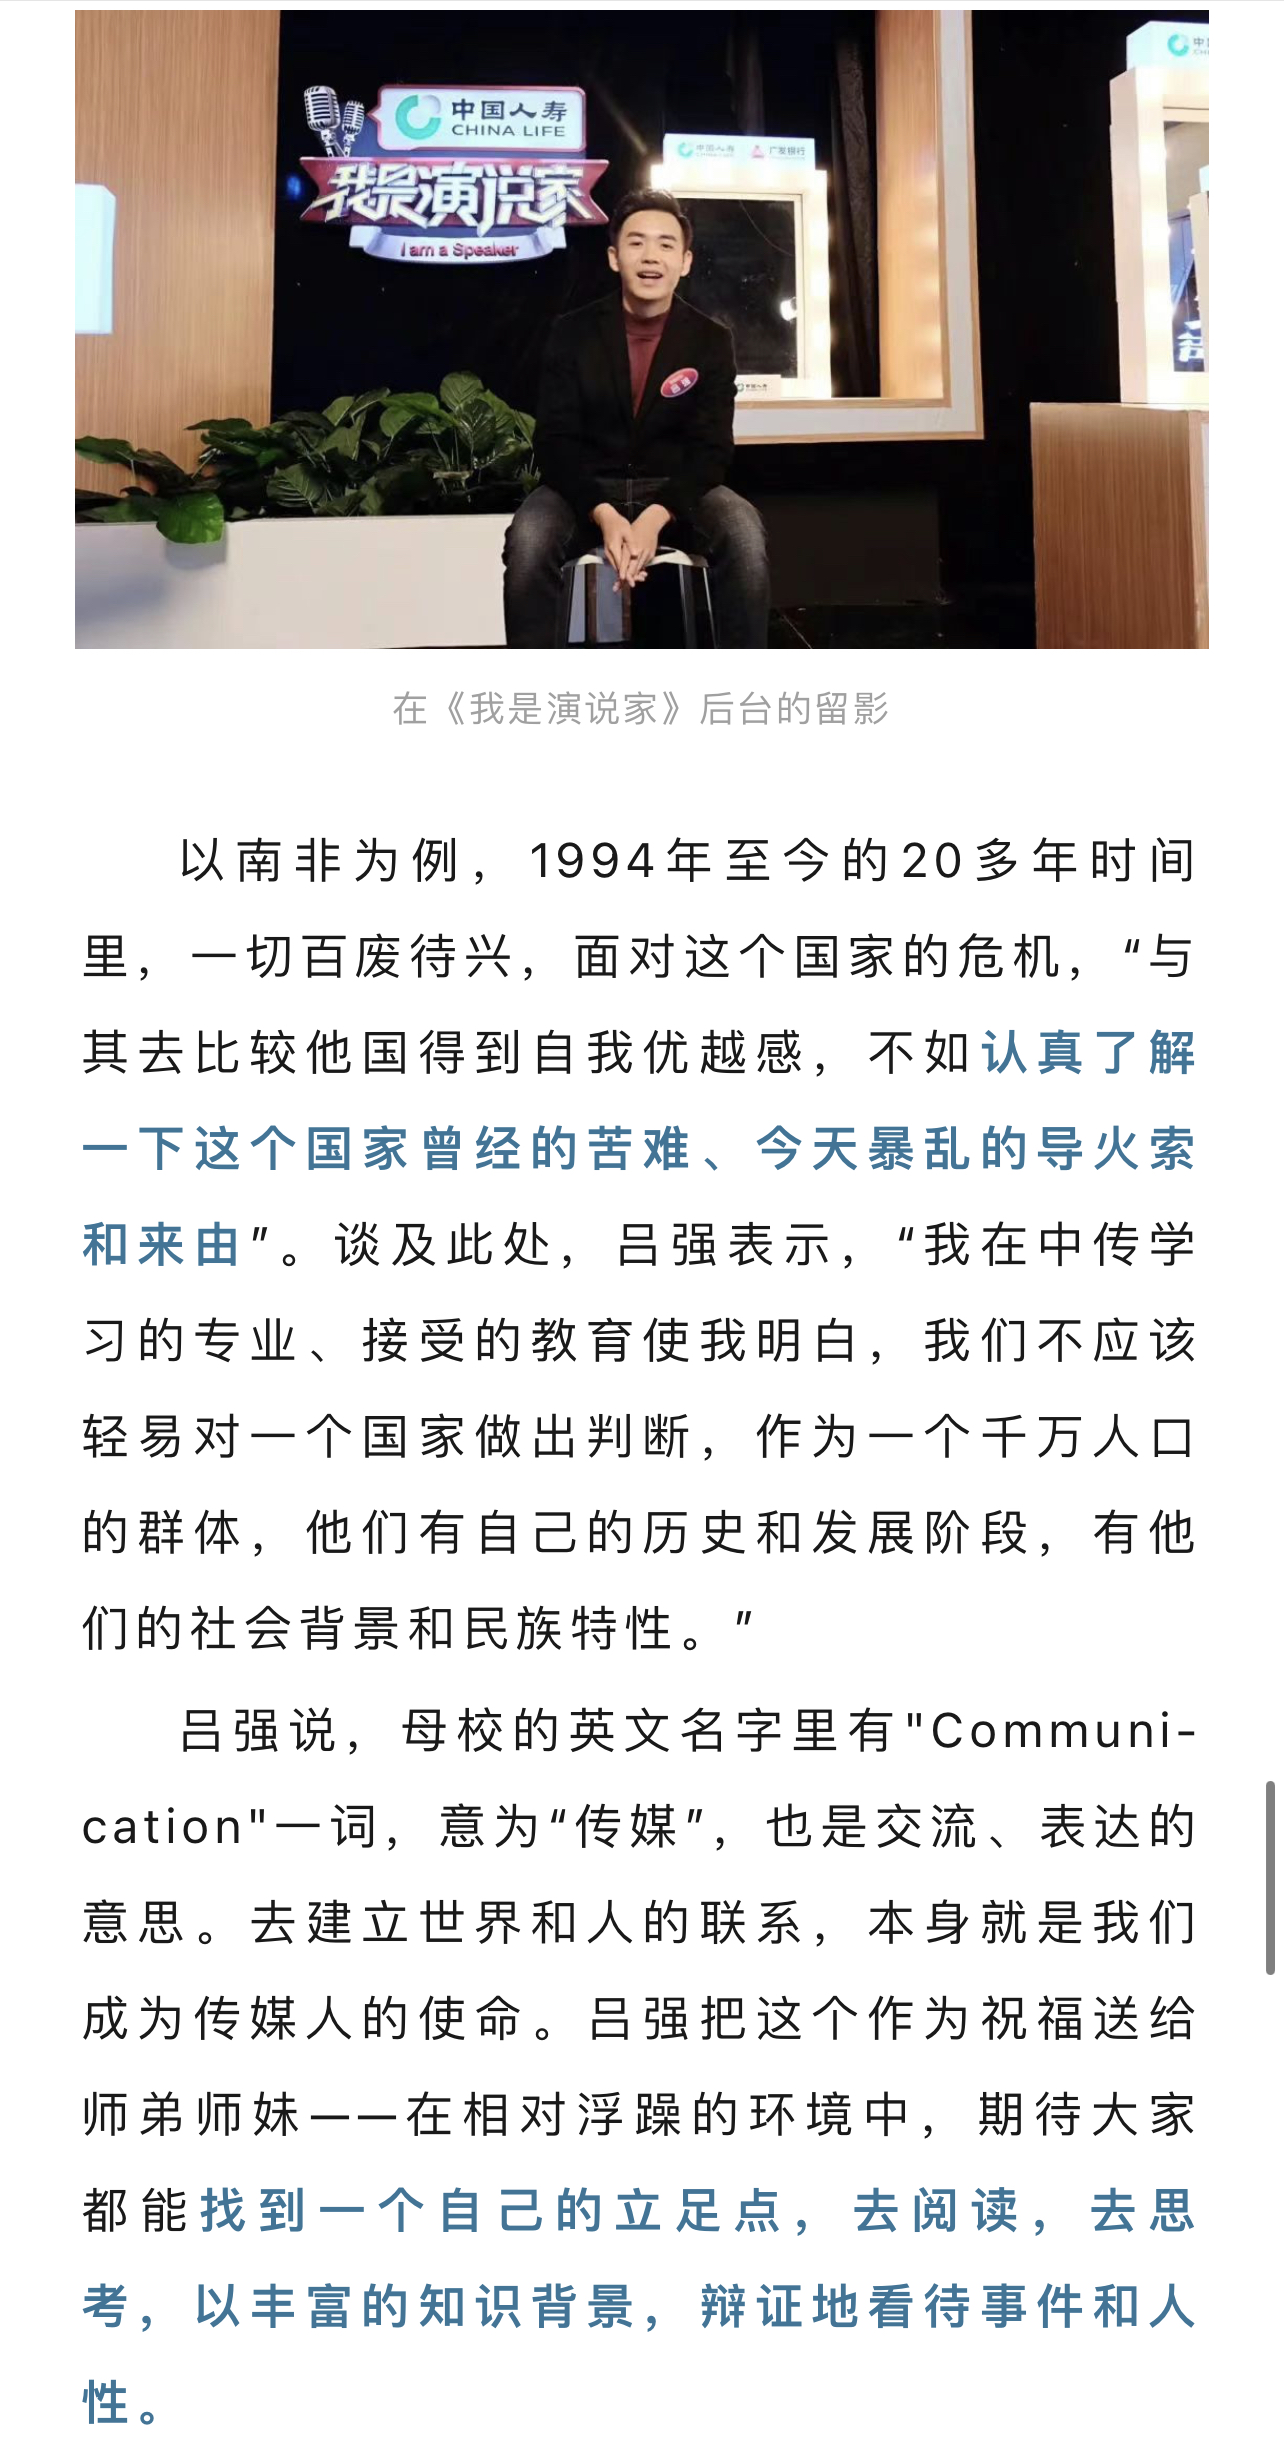 中国人寿
CHINA LIFE
中国人寿
广发银行
我是演说家
I am a Speaker
在《我是演说家》后台的留影
以南非为例，1994年至今的20多年时间
里，一切百废待兴，面对这个国家的危机，“与
其去比较他国得到自我优越感，不如认真了解
一下这个国家曾经的苦难、今天暴乱的导火索
和来由”。谈及此处，吕强表示，“我在中传学
习的专业、接受的教育使我明白，我们不应该
轻易对一个国家做出判断，作为一个千万人口
的群体，他们有自己的历史和发展阶段，有他
们的社会背景和民族特性。”
吕强说，母校的英文名字里有"Communi-
cation"一词，意为“传媒”，也是交流、表达的
意思。去建立世界和人的联系，本身就是我们
成为传媒人的使命。吕强把这个作为祝福送给
师弟师妹——在相对浮躁的环境中，期待大家
都能找到一个自己的立足点，去阅读，去思
考，以丰富的知识背景，辩证地看待事件和人
性。